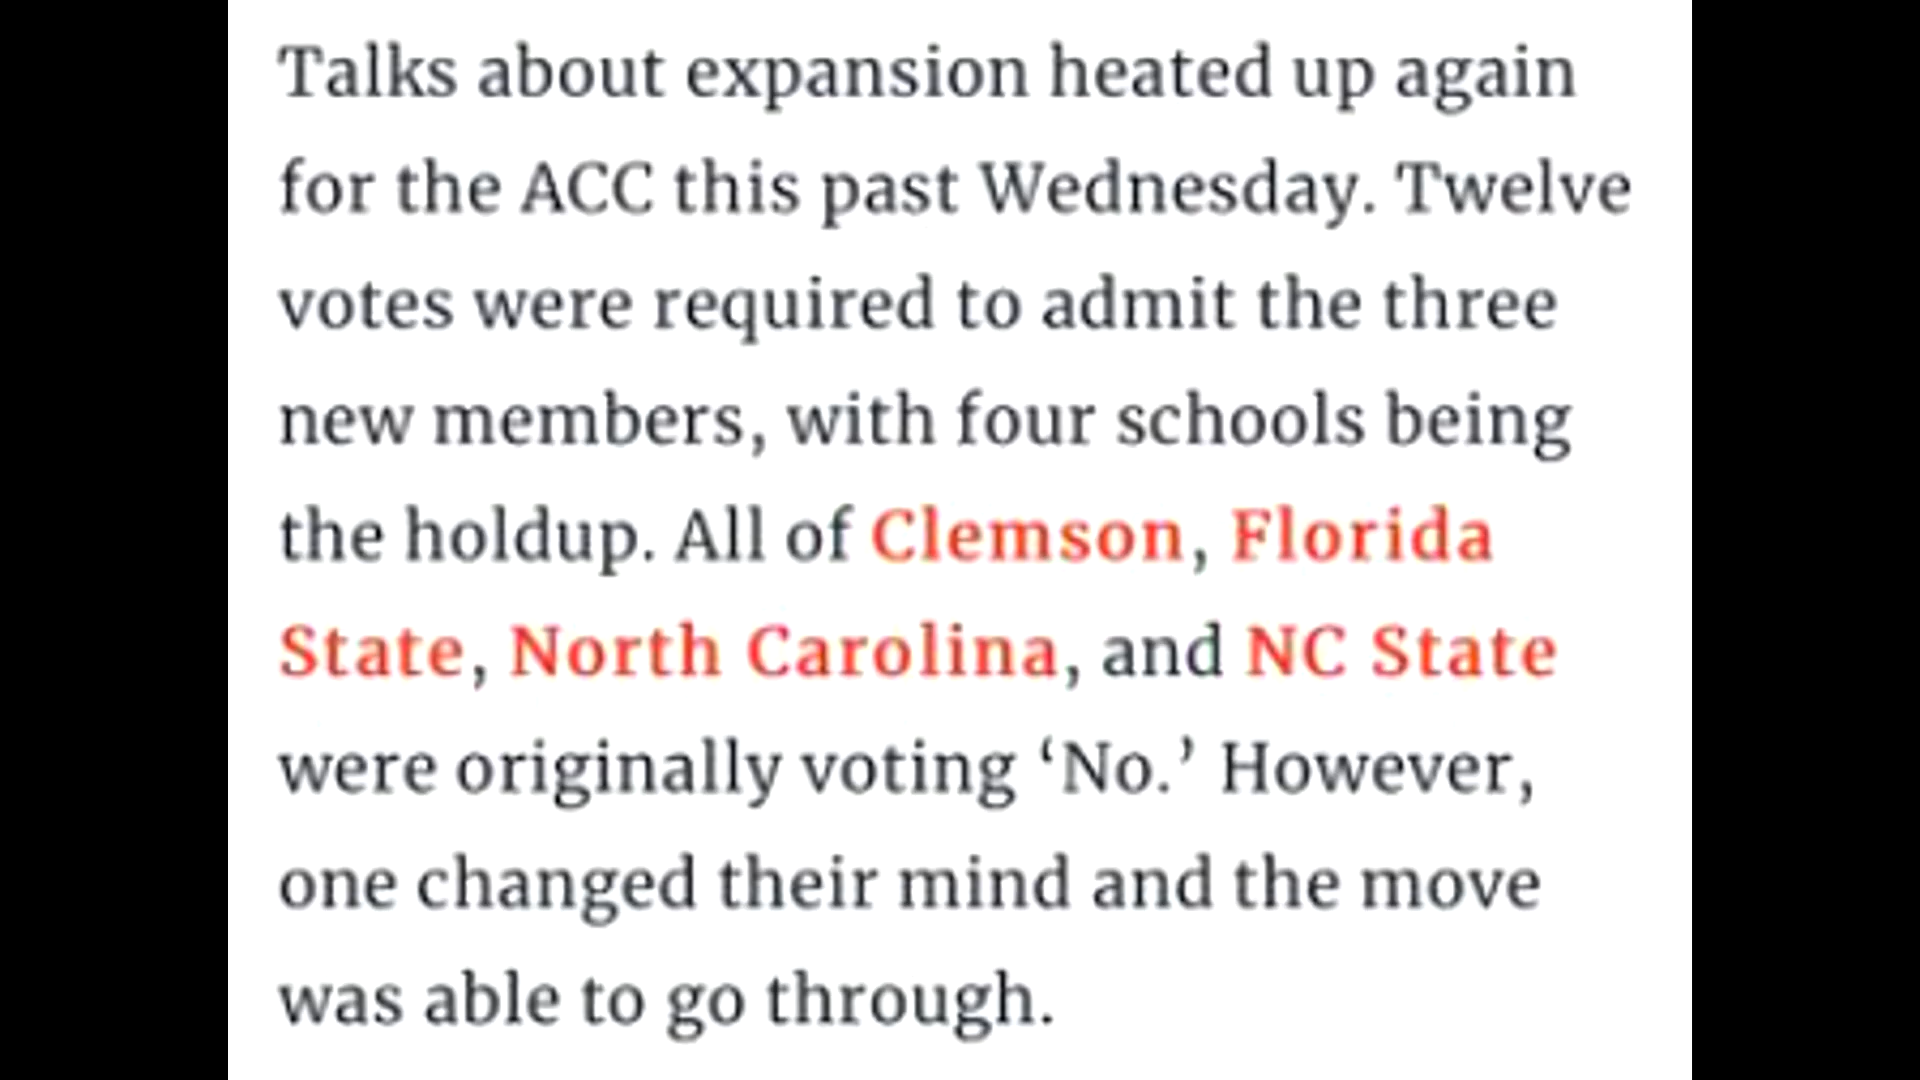 Talks about expansion heated up again
for the ACC this past Wednesday. Twelve
votes were required to admit the three
new members, with four schools being
the holdup. All of Clemson, Florida
State, North Carolina, and NC State
were originally voting ‘No.’ However,
one changed their mind and the move
was able to go through.